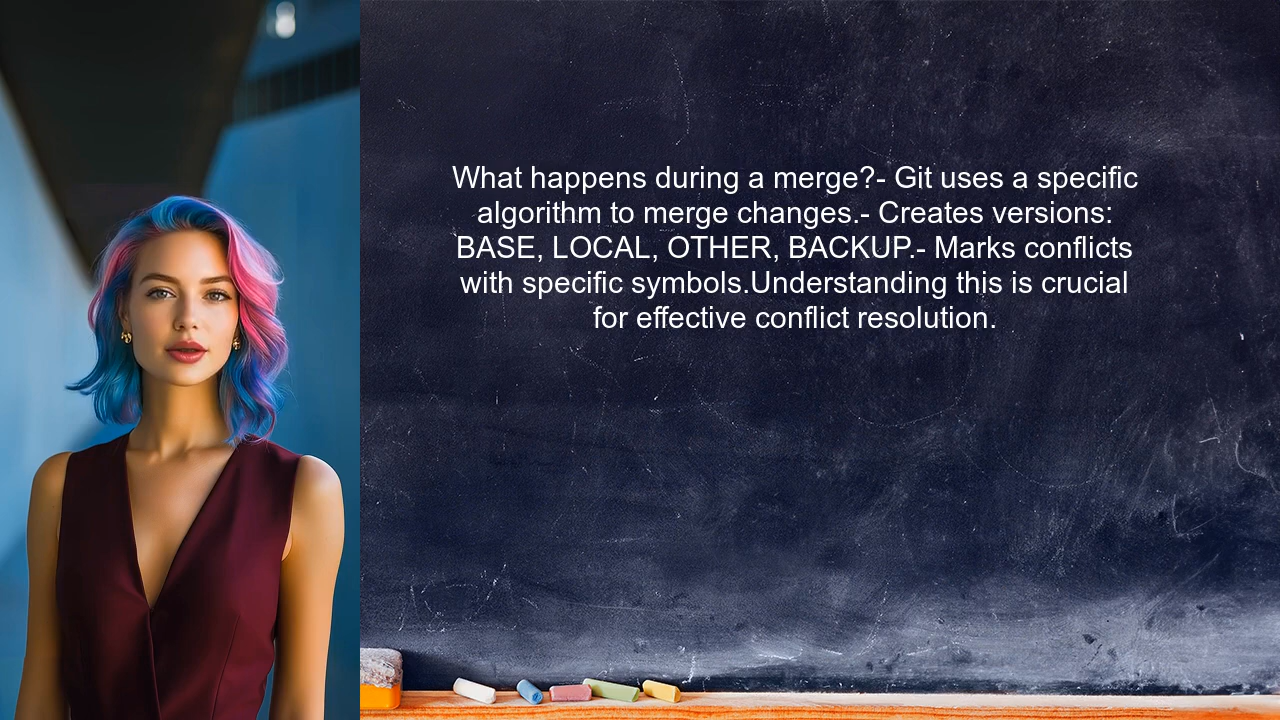 What happens during a merge?- Git uses a specific
algorithm to merge changes.- Creates versions:
BASE, LOCAL, OTHER, BACKUP.- Marks conflicts
with specific symbols.Understanding this is crucial
for effective conflict resolution.